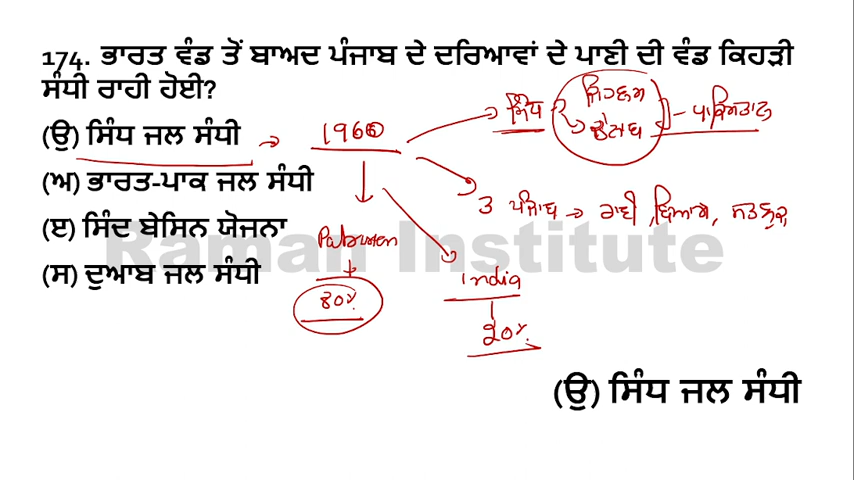 174. ਭਾਰਤ ਵੰਡ ਤੋਂ ਬਾਅਦ ਪੰਜਾਬ ਦੇ ਦਰਿਆਵਾਂ ਦੇ ਪਾਣੀ ਦੀ ਵੰਡ ਕਿਹੜੀ
ਸੰਧੀ ਰਾਹੀ ਹੋਈ?
(ੳ) ਸਿੰਧ ਜਲ ਸੰਧੀ
(ਅ) ਭਾਰਤ-ਪਾਕ ਜਲ ਸੰਧੀ
(ੲ) ਸਿੰਦ ਬੇਸਿਨ ਯੋਜਨਾ
(ਸ) ਦੁਆਬ ਜਲ ਸੰਧੀ
1960
ਸਿੰਧ
ਜਿਹਲਮ
ਚੇਨਾਬ
- ਪਾਕਿਸਤਾਨ
3 ਪੰਜਾਬ → ਰਾਵੀ, ਬਿਆਸ, ਸਤਲੁਜ
80%
India
20%
Raman Institute
(ੳ) ਸਿੰਧ ਜਲ ਸੰਧੀ